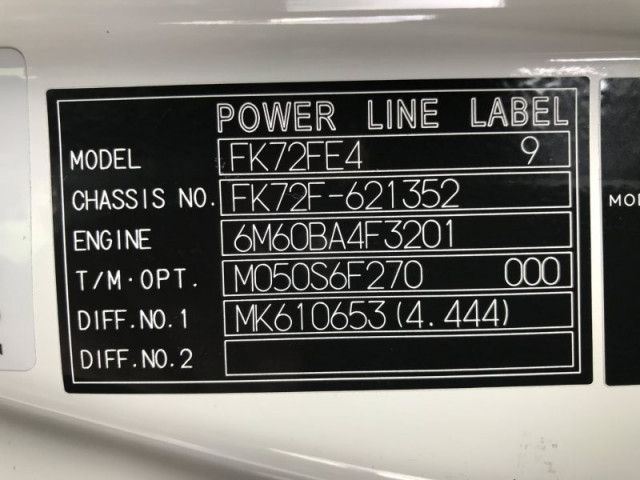 POWER LINE LABEL
MODEL FK72FE4 9
CHASSIS NO. FK72F-621352
ENGINE 6M60BA4F3201
T/M·OPT. M050S6F270 000
DIFF.NO.1 MK610653(4.444)
DIFF.NO.2